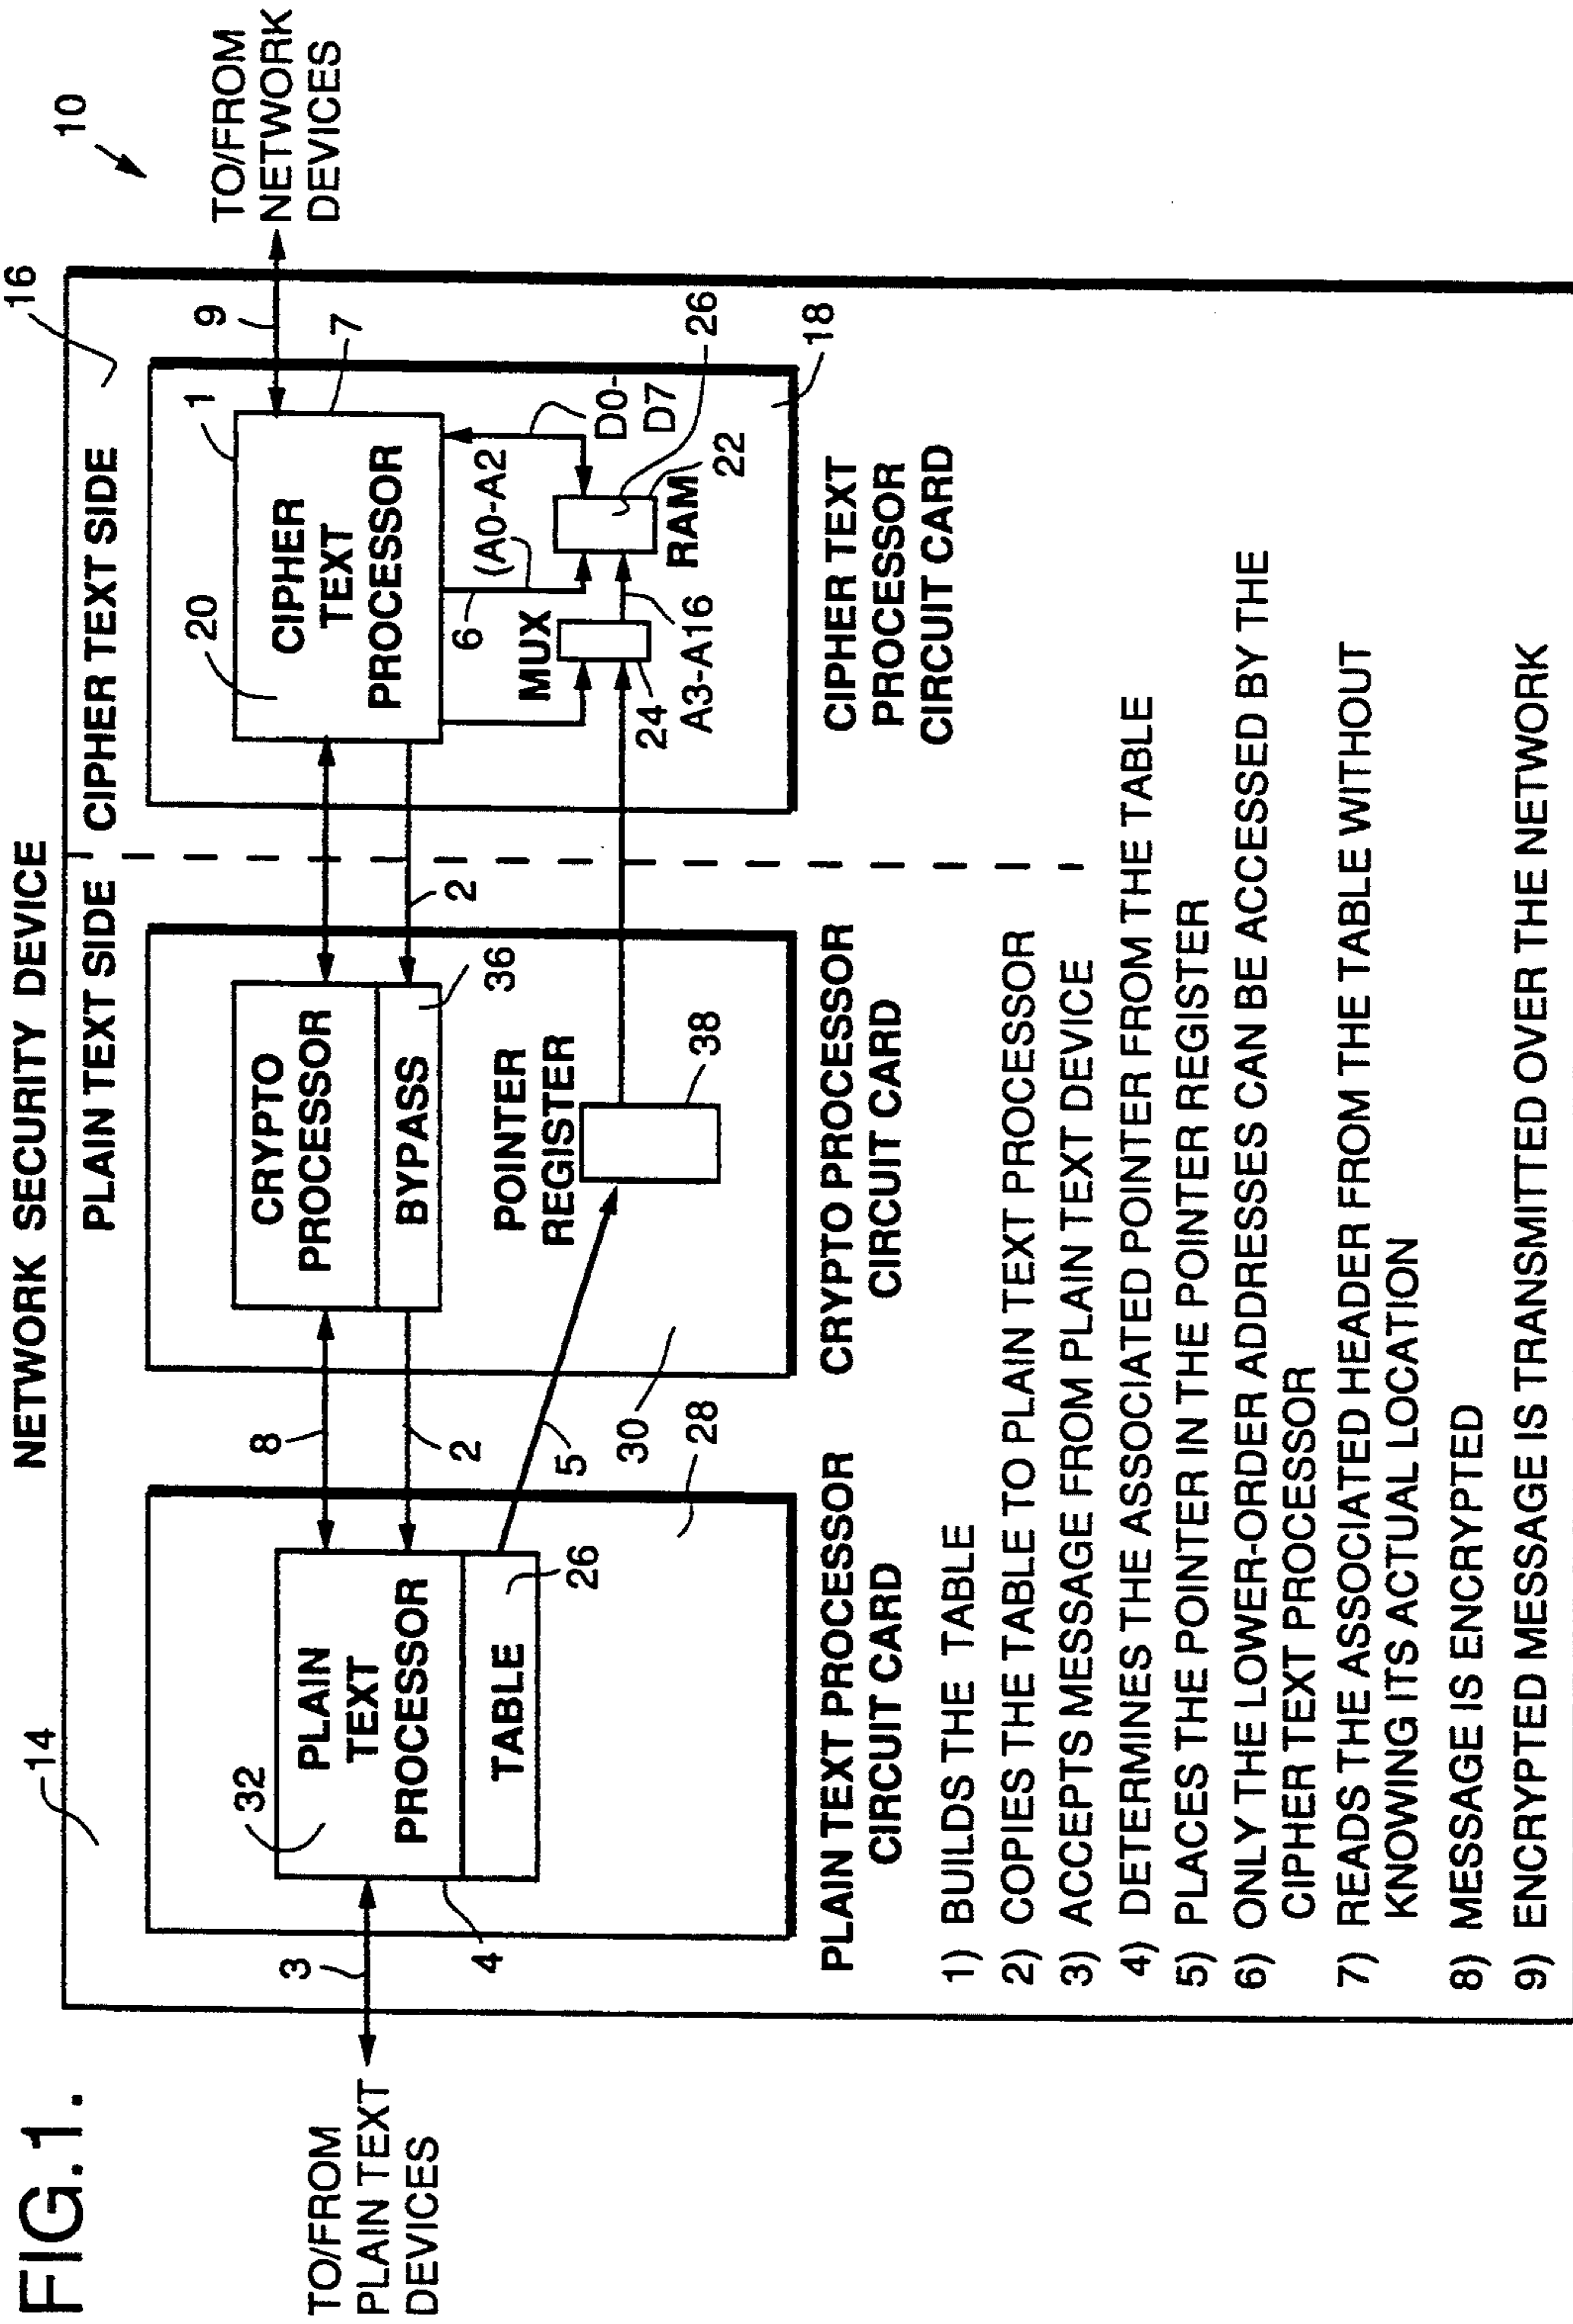 FIG.1.
NETWORK SECURITY DEVICE
10
14
16
PLAIN TEXT SIDE
CIPHER TEXT SIDE
TO/FROM
PLAIN TEXT
DEVICES
3
4
32
PLAIN
TEXT
PROCESSOR
TABLE
26
28
PLAIN TEXT PROCESSOR
CIRCUIT CARD
8
2
5
30
CRYPTO
PROCESSOR
BYPASS
36
POINTER
REGISTER
38
CRYPTO PROCESSOR
CIRCUIT CARD
2
20
1
CIPHER
TEXT
PROCESSOR
7
9
TO/FROM
NETWORK
DEVICES
6
(A0-A2
D0-
D7
MUX
24
A3-A16
RAM
22
26
18
CIPHER TEXT
PROCESSOR
CIRCUIT CARD
1) BUILDS THE TABLE
2) COPIES THE TABLE TO PLAIN TEXT PROCESSOR
3) ACCEPTS MESSAGE FROM PLAIN TEXT DEVICE
4) DETERMINES THE ASSOCIATED POINTER FROM THE TABLE
5) PLACES THE POINTER IN THE POINTER REGISTER
6) ONLY THE LOWER-ORDER ADDRESSES CAN BE ACCESSED BY THE
CIPHER TEXT PROCESSOR
7) READS THE ASSOCIATED HEADER FROM THE TABLE WITHOUT
KNOWING ITS ACTUAL LOCATION
8) MESSAGE IS ENCRYPTED
9) ENCRYPTED MESSAGE IS TRANSMITTED OVER THE NETWORK